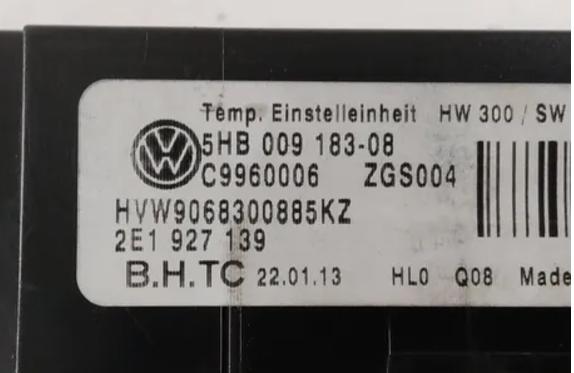 Temp. Einstelleinheit HW 300 / SW
5HB 009 183-08
C9960006 ZGS004
HVW9068300885KZ
2E1 927 139
B.H.TC 22.01.13 HL0 Q08 Made